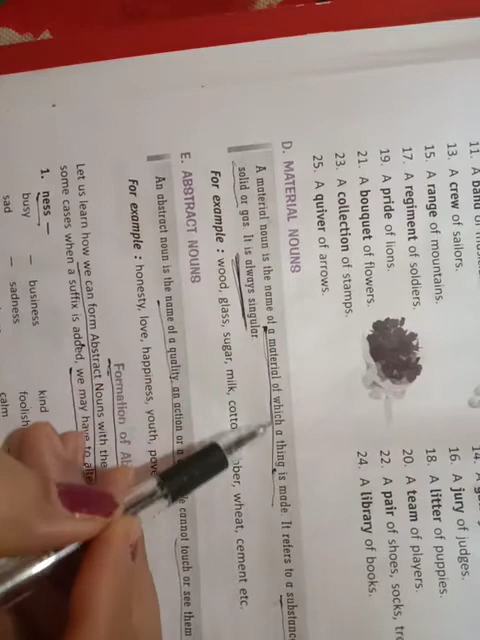 11. A band of
13. A crew of sailors.
15. A range of mountains.
17. A regiment of soldiers.
19. A pride of lions.
21. A bouquet of flowers.
23. A collection of stamps.
25. A quiver of arrows.
14. A
16. A jury of judges.
18. A litter of puppies.
20. A team of players.
22. A pair of shoes, socks,
24. A library of books.
D. MATERIAL NOUNS
A material noun is the name of a material of which a thing is made. It refers to a substance
solid or gas. It is always singular.
For example : wood, glass, sugar, milk, wheat, cement etc.
E. ABSTRACT NOUNS
An abstract noun is the name of a quality, an action or a cannot touch or see them
For example : honesty, love, happiness, youth,
Formation of
Let us learn how we can form Abstract Nouns with the
some cases when a suffix is added, we may have to
1. ness —
busy — business kind
sad — sadness foolish
calm